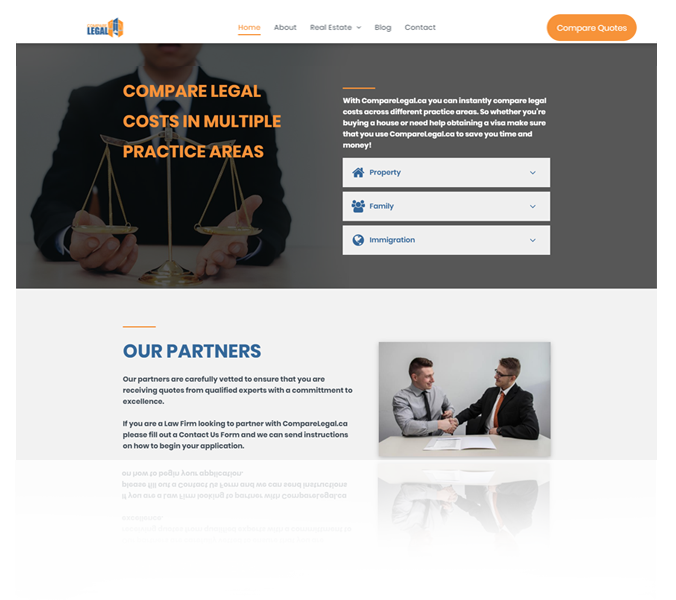 COMPARE
LEGAL
Home About Real Estate Blog Contact
Compare Quotes
COMPARE LEGAL
COSTS IN MULTIPLE
PRACTICE AREAS
With CompareLegal.ca you can instantly compare legal
costs across different practice areas. So whether you're
buying a house or need help obtaining a visa make sure
that you use CompareLegal.ca to save you time and
money!
Property
Family
Immigration
OUR PARTNERS
Our partners are carefully vetted to ensure that you are
receiving quotes from qualified experts with a committment to
excellence.
If you are a Law Firm looking to partner with CompareLegal.ca
please fill out a Contact Us Form and we can send instructions
on how to begin your application.